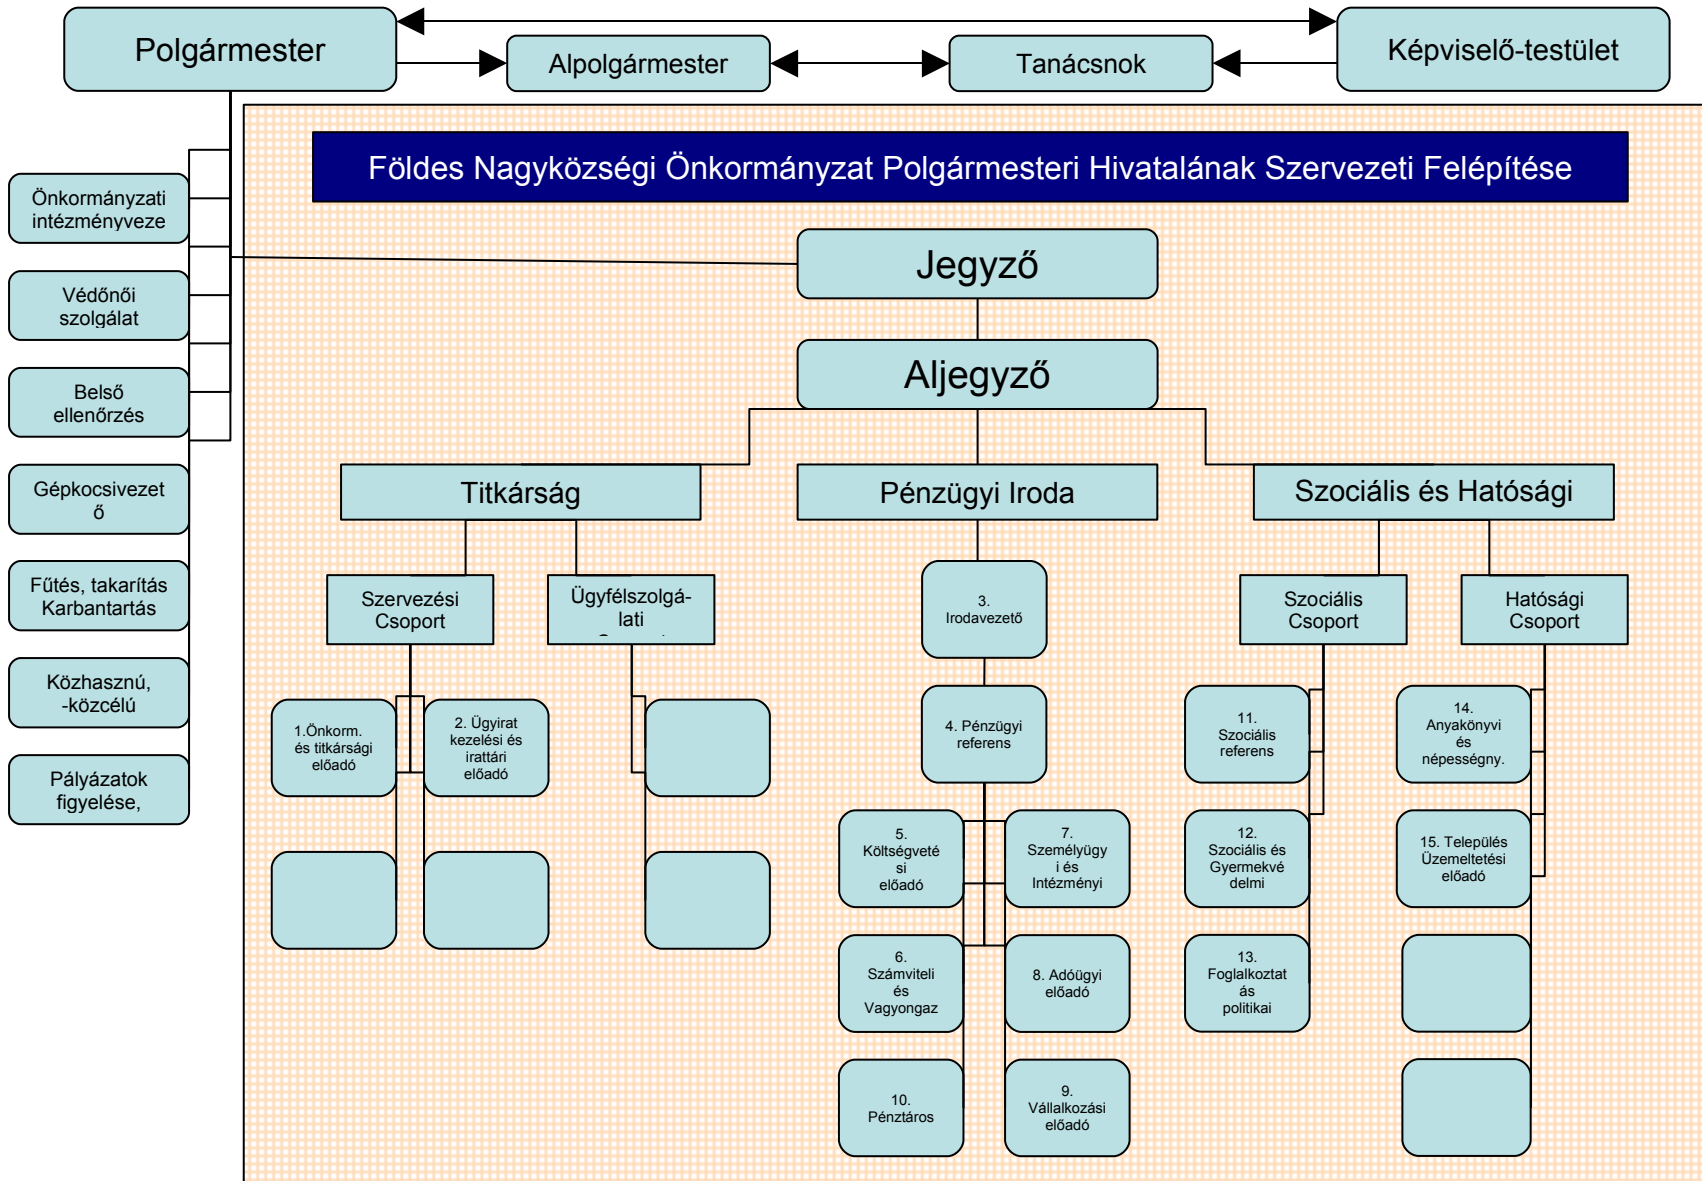 Polgármester
Alpolgármester
Tanácsnok
Képviselő-testület
Földes Nagyközségi Önkormányzat Polgármesteri Hivatalának Szervezeti Felépítése
Önkormányzati
intézményveze
Védőnői
szolgálat
Belső
ellenőrzés
Gépkocsivezet
ő
Fűtés, takarítás
Karbantartás
Közhasznú,
-közcélú
Pályázatok
figyelése,
Jegyző
Aljegyző
Titkárság
Pénzügyi Iroda
Szociális és Hatósági
Szervezési
Csoport
Ügyfélszolgá-
lati
3.
Irodavezető
Szociális
Csoport
Hatósági
Csoport
1.Önkorm.
és titkársági
előadó
2. Ügyirat
kezelési és
irattári
előadó
4. Pénzügyi
referens
11.
Szociális
referens
14.
Anyakönyvi
és
népességny.
5.
Költségveté
si
előadó
7.
Személyügy
i és
Intézményi
12.
Szociális és
Gyermekvé
delmi
15. Település
Üzemeltetési
előadó
6.
Számviteli
és
Vagyongaz
8. Adóügyi
előadó
13.
Foglalkoztat
ás
politikai
10.
Pénztáros
9.
Vállalkozási
előadó